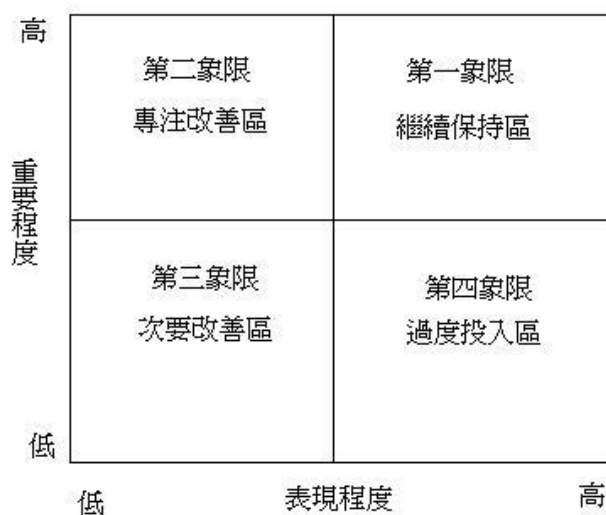 高
第二象限
專注改善區
第一象限
繼續保持區
重要程度
第三象限
次要改善區
第四象限
過度投入區
低
低
表現程度
高